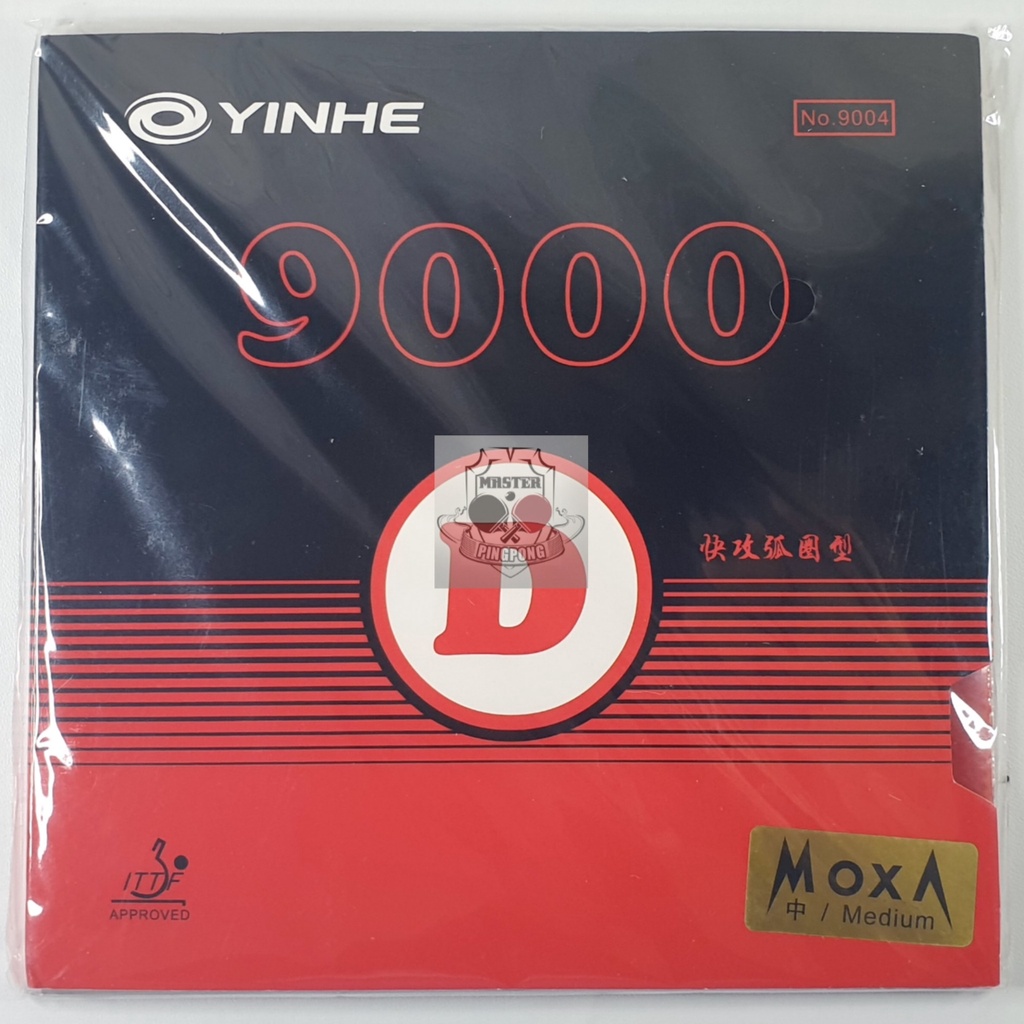 YINHE
No.9004
9000
MASTER
PINGPONG
D
快攻弧圈型
ITTF
APPROVED
MOXA
中 / Medium